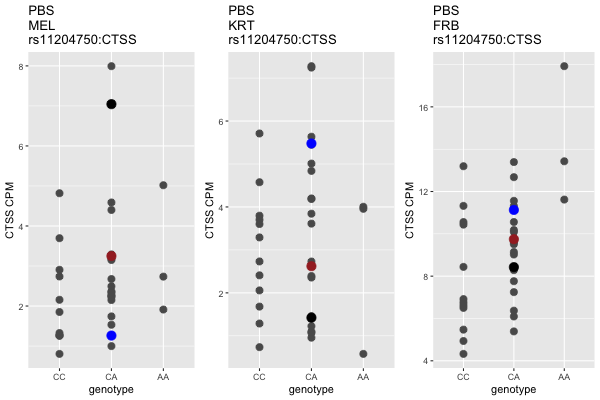 PBS
MEL
rs11204750:CTSS
CTSS CPM
8
6
4
2
CC
CA
AA
genotype
PBS
KRT
rs11204750:CTSS
CTSS CPM
6
4
2
CC
CA
AA
genotype
PBS
FRB
rs11204750:CTSS
CTSS CPM
16
12
8
4
CC
CA
AA
genotype